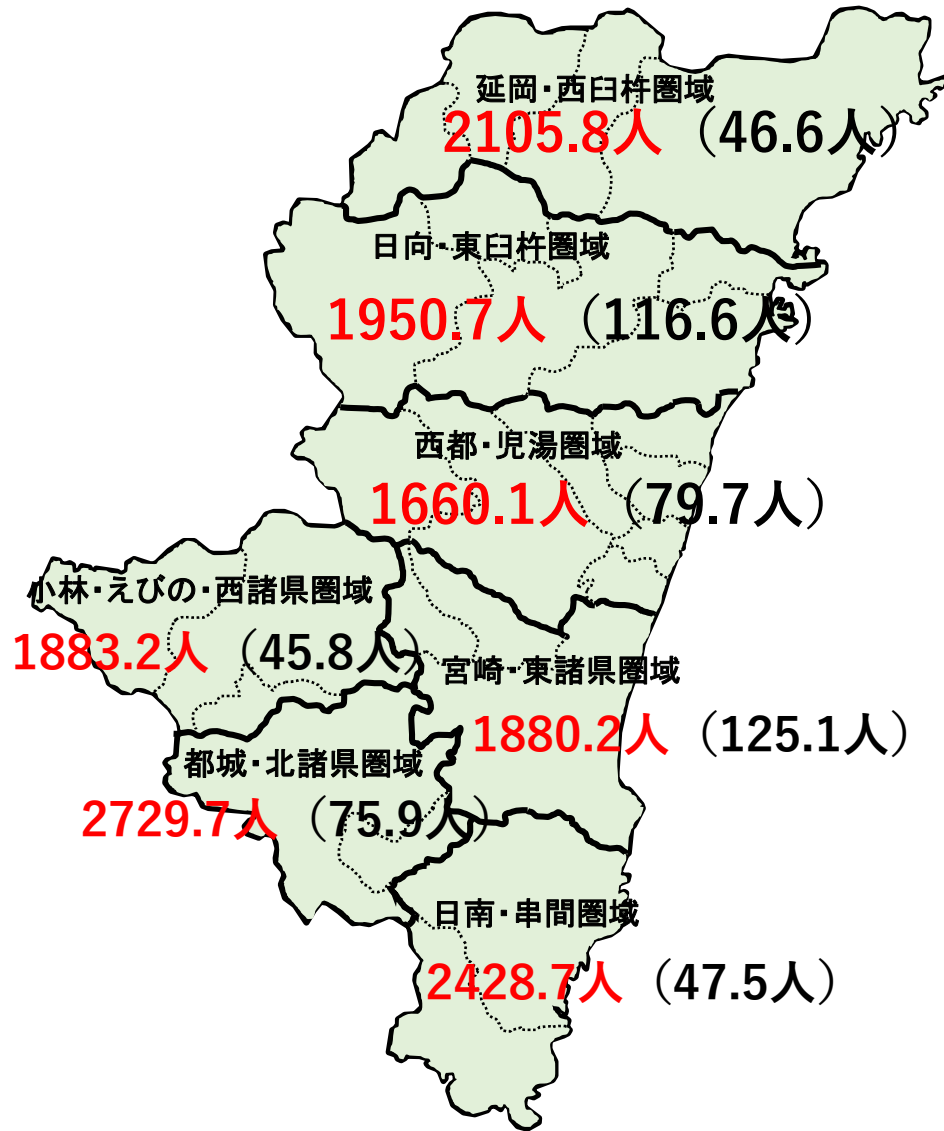 延岡・西臼杵圏域
2105.8人（46.6人）
日向・東臼杵圏域
1950.7人（116.6人）
西都・児湯圏域
1660.1人（79.7人）
小林・えびの・西諸県圏域
1883.2人（45.8人）
宮崎・東諸県圏域
1880.2人（125.1人）
都城・北諸県圏域
2729.7人（75.9人）
日南・串間圏域
2428.7人（47.5人）